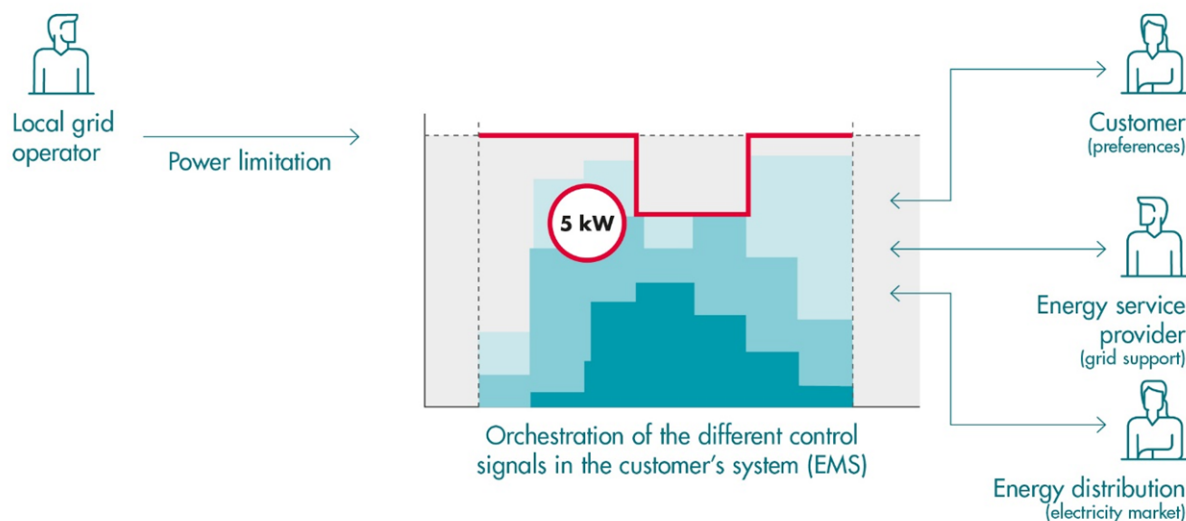 Local grid
operator
Power limitation
5 kW
Orchestration of the different control
signals in the customer's system (EMS)
Customer
(preferences)
Energy service
provider
(grid support)
Energy distribution
(electricity market)